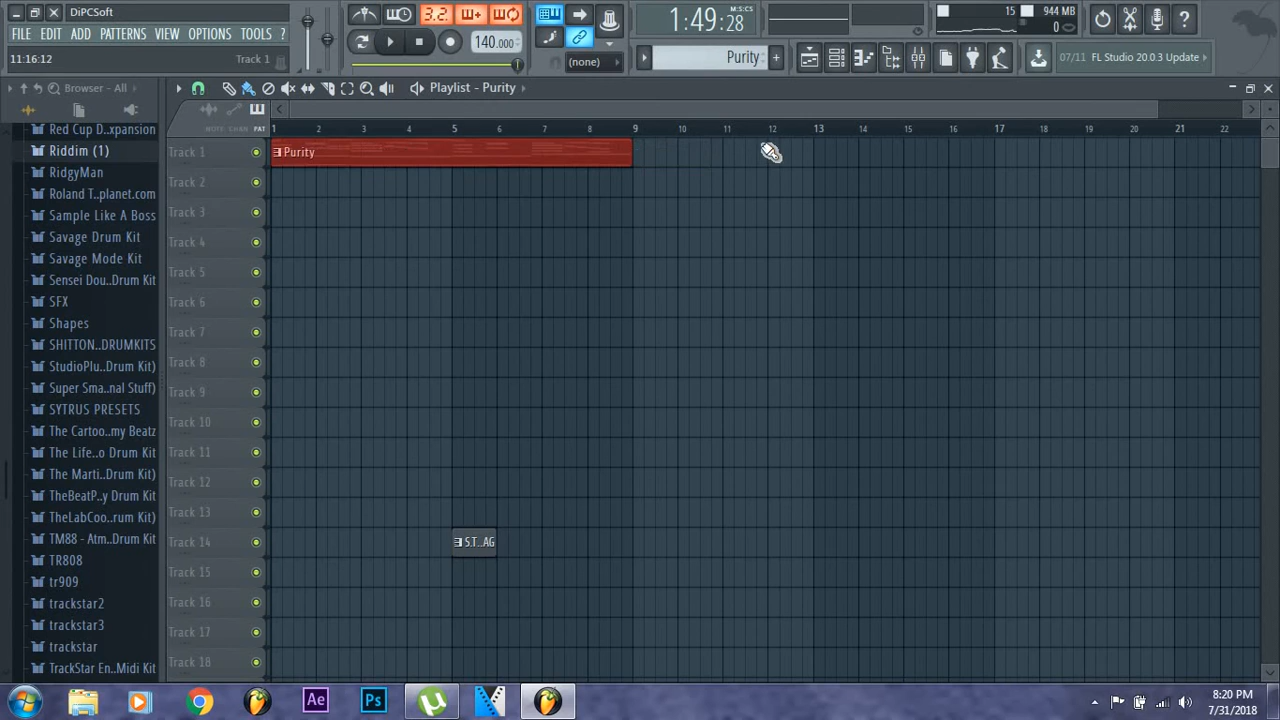 DiPCSoft
FILE EDIT ADD PATTERNS VIEW OPTIONS TOOLS ?
11:16:12 Track 1
3.2
140.000
1:49:28
M:S:CS
(none)
Purity
15
944 MB
0
07/11 FL Studio 20.0.3 Update
Browser - All
Playlist - Purity
NOTE CHAN PAT
1 2 3 4 5 6 7 8 9 10 11 12 13 14 15 16 17 18 19 20 21 22
Red Cup D..xpansion
Riddim (1)
RidgyMan
Roland T..planet.com
Sample Like A Boss
Savage Drum Kit
Savage Mode Kit
Sensei Dou..Drum Kit
SFX
Shapes
SHITTON..DRUMKITS
StudioPlu..Drum Kit)
Super Sma..nal Stuff)
SYTRUS PRESETS
The Cartoo..my Beatz
The Life..o Drum Kit
The Marti..Drum Kit)
TheBeatP..y Drum Kit
TheLabCoo..rum Kit)
TM88 - Atm..Drum Kit
TR808
tr909
trackstar2
trackstar3
trackstar
TrackStar En..Midi Kit
Track 1
Purity
Track 2
Track 3
Track 4
Track 5
Track 6
Track 7
Track 8
Track 9
Track 10
Track 11
Track 12
Track 13
Track 14
S.T..AG
Track 15
Track 16
Track 17
Track 18
Ae
Ps
8:20 PM
7/31/2018